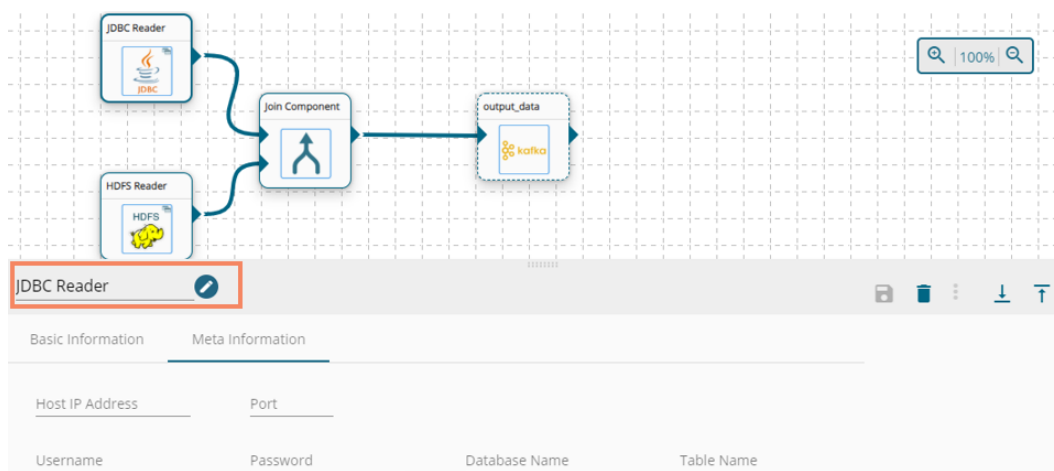 JDBC Reader
JDBC
100%
Join Component
output_data
kafka
HDFS Reader
HDFS
JDBC Reader
Basic Information Meta Information
Host IP Address Port
Username Password Database Name Table Name